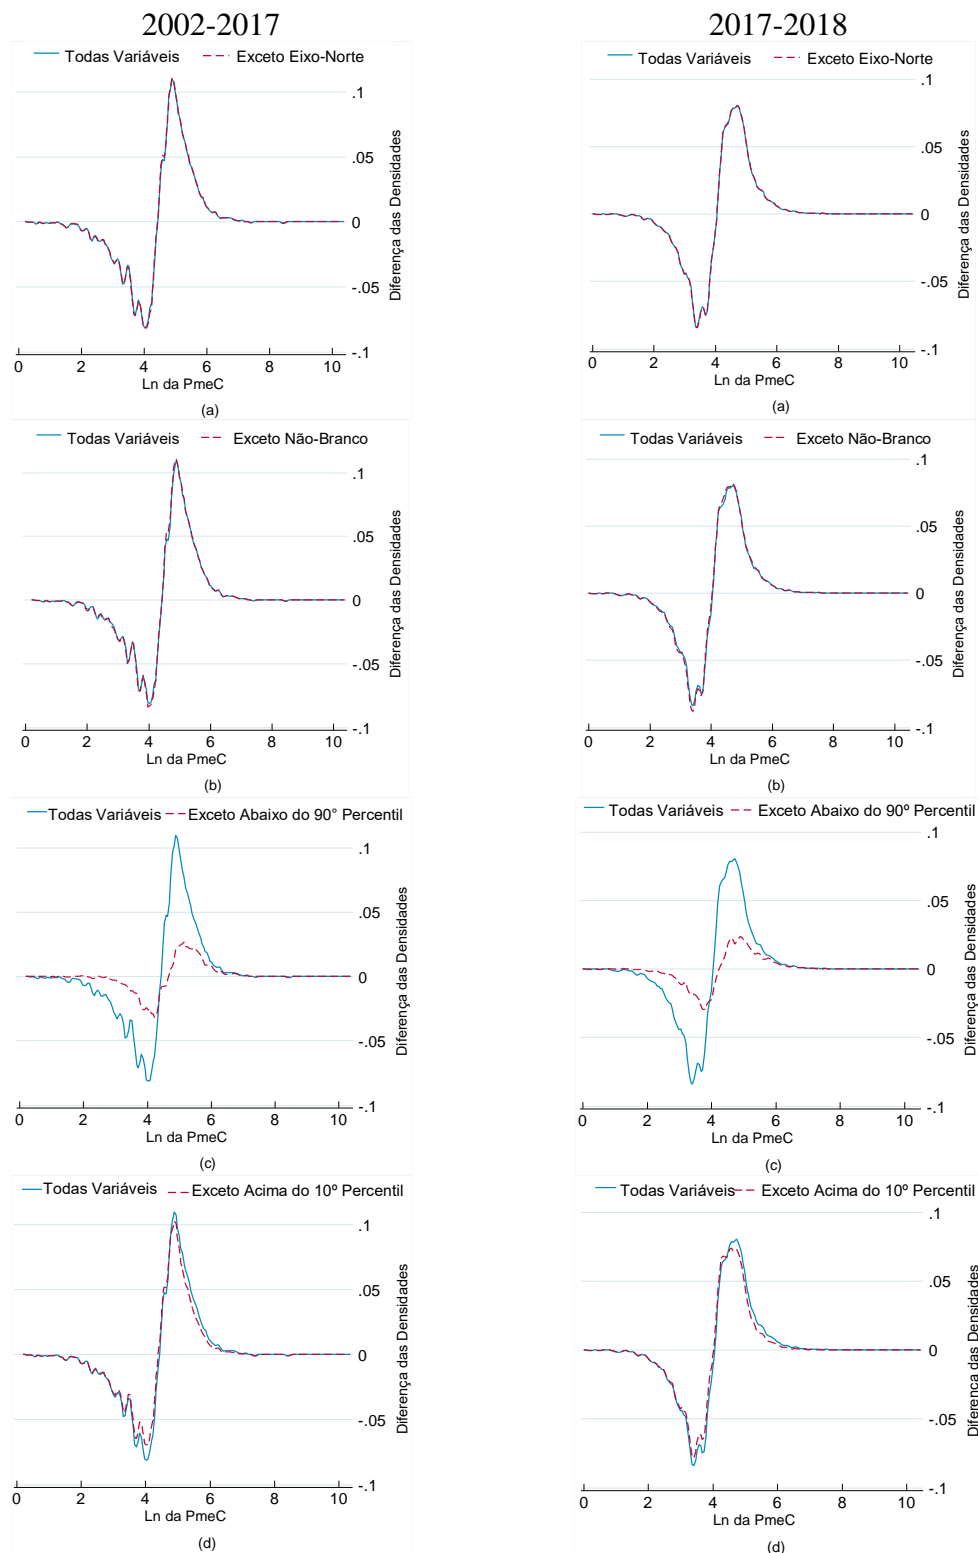 2002-2017
Todas Variáveis Exceto Eixo-Norte
.1
.05
0
-.05
-.1
Diferença das Densidades
0 2 4 6 8 10
Ln da PmeC
(a)
Todas Variáveis Exceto Não-Branco
.1
.05
0
-.05
-.1
Diferença das Densidades
0 2 4 6 8 10
Ln da PmeC
(b)
Todas Variáveis Exceto Abaixo do 90° Percentil
.1
.05
0
-.05
-.1
Diferença das Densidades
0 2 4 6 8 10
Ln da PmeC
(c)
Todas Variáveis Exceto Acima do 10º Percentil
.1
.05
0
-.05
-.1
Diferença das Densidades
0 2 4 6 8 10
Ln da PmeC
(d)
2017-2018
Todas Variáveis Exceto Eixo-Norte
.1
.05
0
-.05
-.1
Diferença das Densidades
0 2 4 6 8 10
Ln da PmeC
(a)
Todas Variáveis Exceto Não-Branco
.1
.05
0
-.05
-.1
Diferença das Densidades
0 2 4 6 8 10
Ln da PmeC
(b)
Todas Variáveis Exceto Abaixo do 90º Percentil
.1
.05
0
-.05
-.1
Diferença das Densidades
0 2 4 6 8 10
Ln da PmeC
(c)
Todas Variáveis Exceto Acima do 10º Percentil
.1
.05
0
-.05
-.1
Diferença das Densidades
0 2 4 6 8 10
Ln da PmeC
(d)